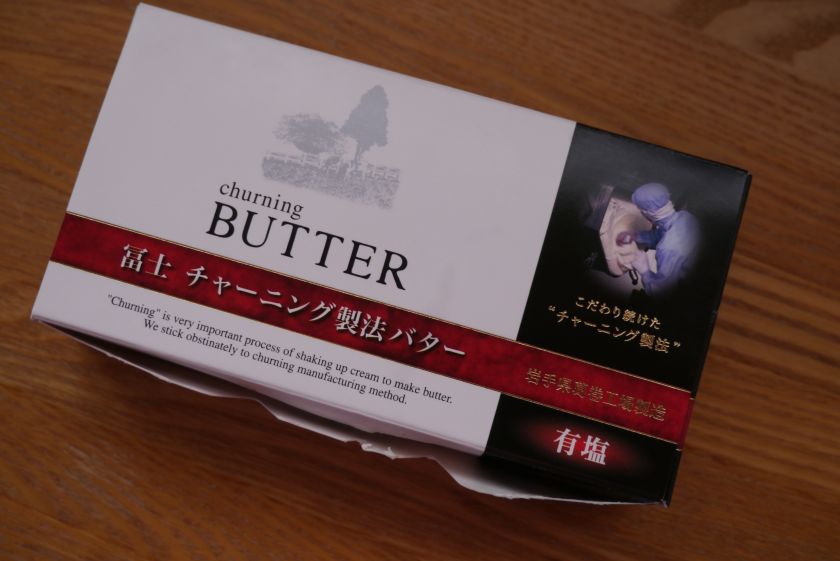 churning
BUTTER
冨士 チャーニング製法バター
"Churning" is very important process of shaking up cream to make butter.
We stick obstinately to churning manufacturing method.
こだわり続けた
“チャーニング製法”
岩手県葛巻工場製造
有塩